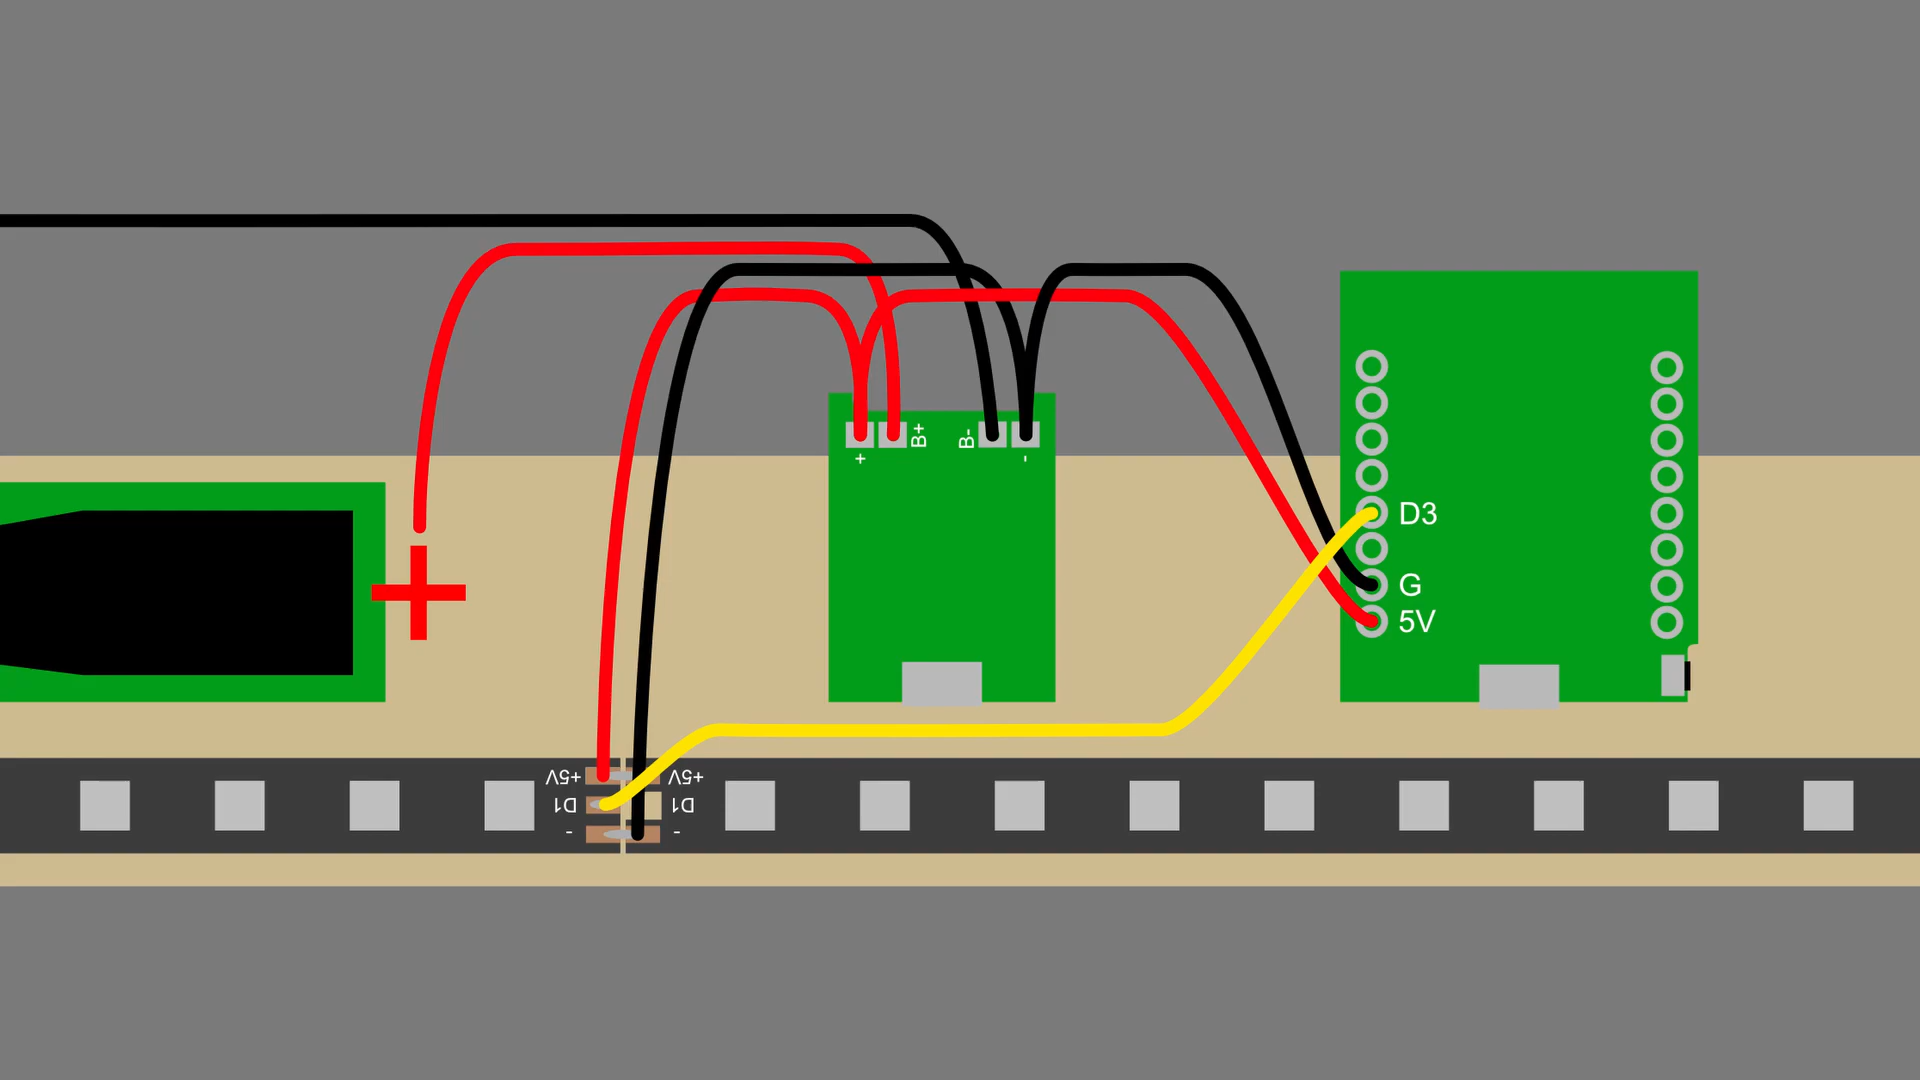 B+
B-
+
-
D3
G
5V
+5V
+5V
D1
D1
-
-